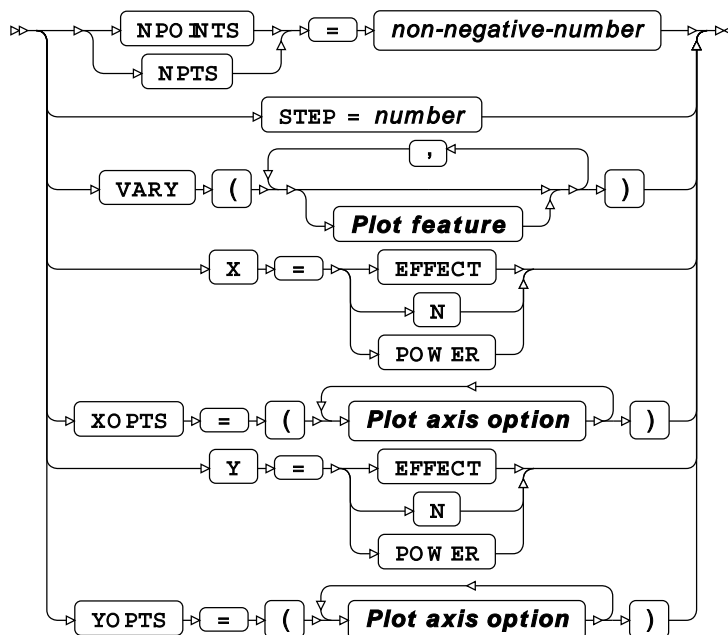 NPOINTS = non-negative-number
NPTS
STEP = number
,
VARY ( Plot feature )
X = EFFECT
N
POWER
XOPTS = ( Plot axis option )
Y = EFFECT
N
POWER
YOPTS = ( Plot axis option )